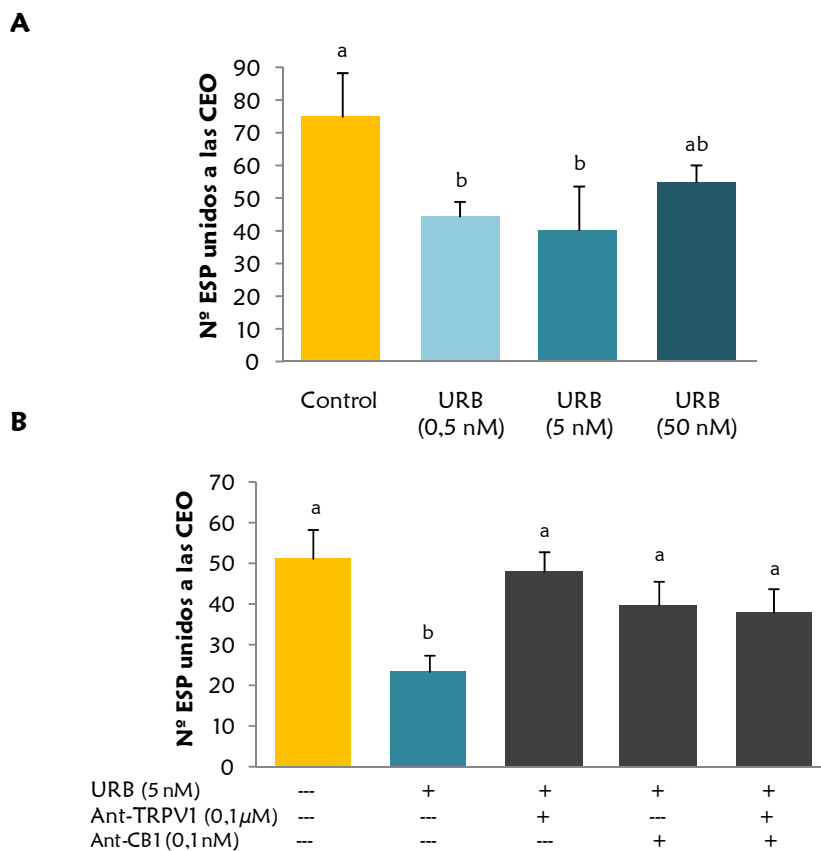 A
Nº ESP unidos a las CEO
90
80
70
60
50
40
30
20
10
0
a
b
b
ab
Control
URB
(0,5 nM)
URB
(5 nM)
URB
(50 nM)
B
Nº ESP unidos a las CEO
70
60
50
40
30
20
10
0
a
b
a
a
a
URB (5 nM) --- + + + +
Ant-TRPV1 (0,1µM) --- --- + --- +
Ant-CB1 (0,1nM) --- --- --- + +